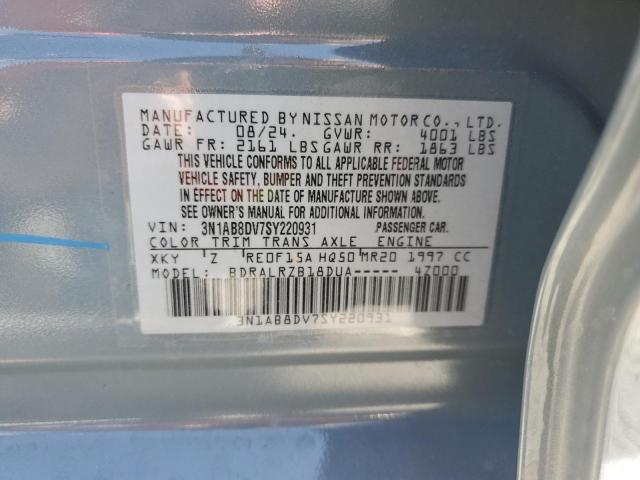 MANUFACTURED BY NISSAN MOTOR CO., LTD.
DATE: 08/24. GVWR: 4001 LBS
GAWR FR: 2161 LBS GAWR RR: 1863 LBS
THIS VEHICLE CONFORMS TO ALL APPLICABLE FEDERAL MOTOR
VEHICLE SAFETY, BUMPER AND THEFT PREVENTION STANDARDS
IN EFFECT ON THE DATE OF MANUFACTURE SHOWN ABOVE.
SEE OWNER'S MANUAL FOR ADDITIONAL INFORMATION.
VIN: 3N1AB8DV7SY220931 PASSENGER CAR.
COLOR TRIM TRANS AXLE ENGINE
XKY Z RE0F15A HQ50 MR20 1997 CC
MODEL: BDRALRZB18DUA----- 4Z000
3N1AB8DV7SY220931